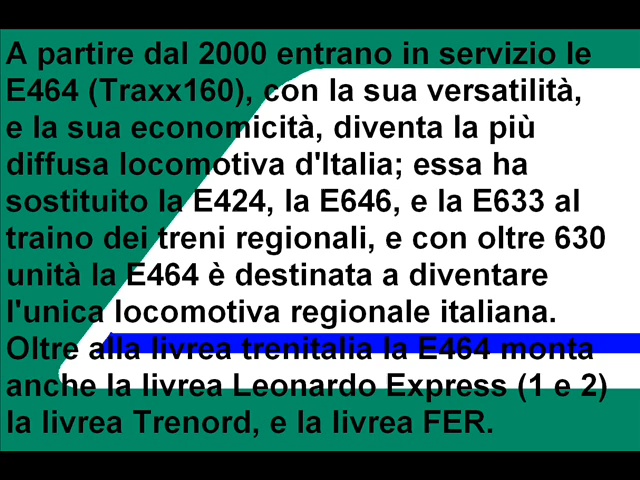 A partire dal 2000 entrano in servizio le
E464 (Traxx160), con la sua versatilità,
e la sua economicità, diventa la più
diffusa locomotiva d'Italia; essa ha
sostituito la E424, la E646, e la E633 al
traino dei treni regionali, e con oltre 630
unità la E464 è destinata a diventare
l'unica locomotiva regionale italiana.
Oltre alla livrea trenitalia la E464 monta
anche la livrea Leonardo Express (1 e 2)
la livrea Trenord, e la livrea FER.